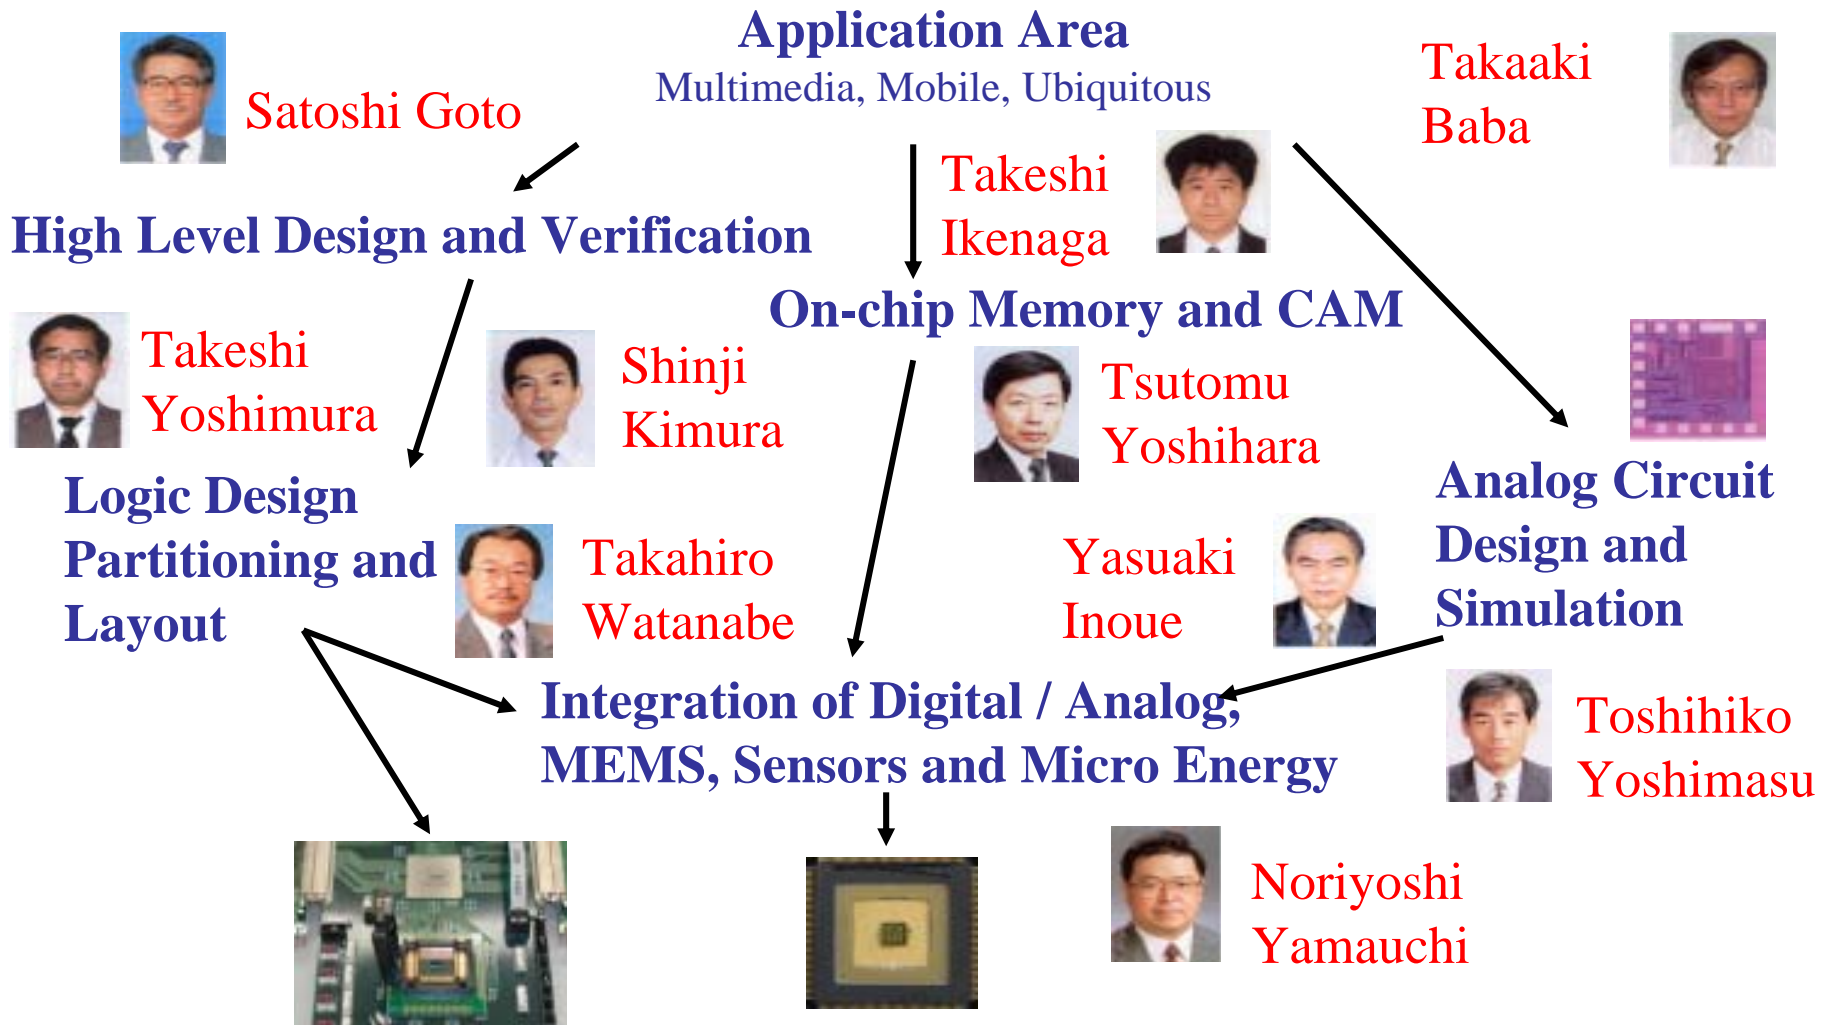 Application Area
Multimedia, Mobile, Ubiquitous
Satoshi Goto
Takaaki
Baba
Takeshi
Ikenaga
High Level Design and Verification
On-chip Memory and CAM
Takeshi
Yoshimura
Shinji
Kimura
Tsutomu
Yoshihara
Logic Design
Partitioning and
Layout
Takahiro
Watanabe
Yasuaki
Inoue
Analog Circuit
Design and
Simulation
Integration of Digital / Analog,
MEMS, Sensors and Micro Energy
Toshihiko
Yoshimasu
Noriyoshi
Yamauchi